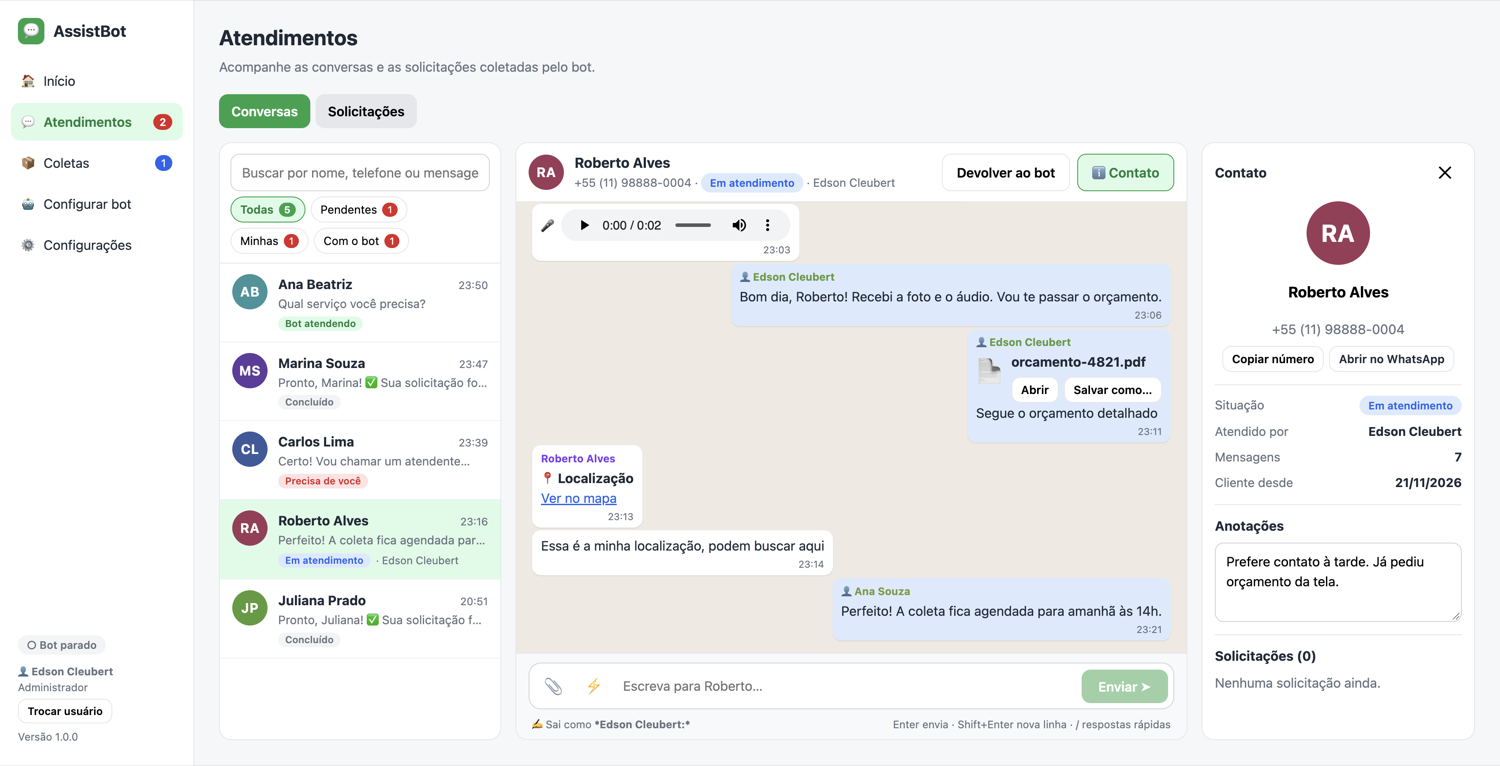 AssistBot
Início
Atendimentos 2
Coletas 1
Configurar bot
Configurações
Bot parado
Edson Cleubert
Administrador
Trocar usuário
Versão 1.0.0
Atendimentos
Acompanhe as conversas e as solicitações coletadas pelo bot.
Conversas Solicitações
Buscar por nome, telefone ou mensage
Todas 5 Pendentes 1
Minhas 1 Com o bot 1
AB Ana Beatriz 23:50
Qual serviço você precisa?
Bot atendendo
MS Marina Souza 23:47
Pronto, Marina! ✅ Sua solicitação fo...
Concluído
CL Carlos Lima 23:39
Certo! Vou chamar um atendente...
Precisa de você
RA Roberto Alves 23:16
Perfeito! A coleta fica agendada par...
Em atendimento · Edson Cleubert
JP Juliana Prado 20:51
Pronto, Juliana! ✅ Sua solicitação f...
Concluído
RA Roberto Alves
+55 (11) 98888-0004 · Em atendimento · Edson Cleubert
Devolver ao bot ℹ️ Contato
0:00 / 0:02
23:03
Edson Cleubert
Bom dia, Roberto! Recebi a foto e o áudio. Vou te passar o orçamento.
23:06
Edson Cleubert
orcamento-4821.pdf
Abrir Salvar como...
Segue o orçamento detalhado
23:11
Roberto Alves
📍 Localização
Ver no mapa
23:13
Essa é a minha localização, podem buscar aqui
23:14
Ana Souza
Perfeito! A coleta fica agendada para amanhã às 14h.
23:21
Escreva para Roberto...
Enviar ➤
✍️ Sai como *Edson Cleubert:*
Enter envia · Shift+Enter nova linha · / respostas rápidas
Contato
RA
Roberto Alves
+55 (11) 98888-0004
Copiar número Abrir no WhatsApp
Situação Em atendimento
Atendido por Edson Cleubert
Mensagens 7
Cliente desde 21/11/2026
Anotações
Prefere contato à tarde. Já pediu
orçamento da tela.
Solicitações (0)
Nenhuma solicitação ainda.